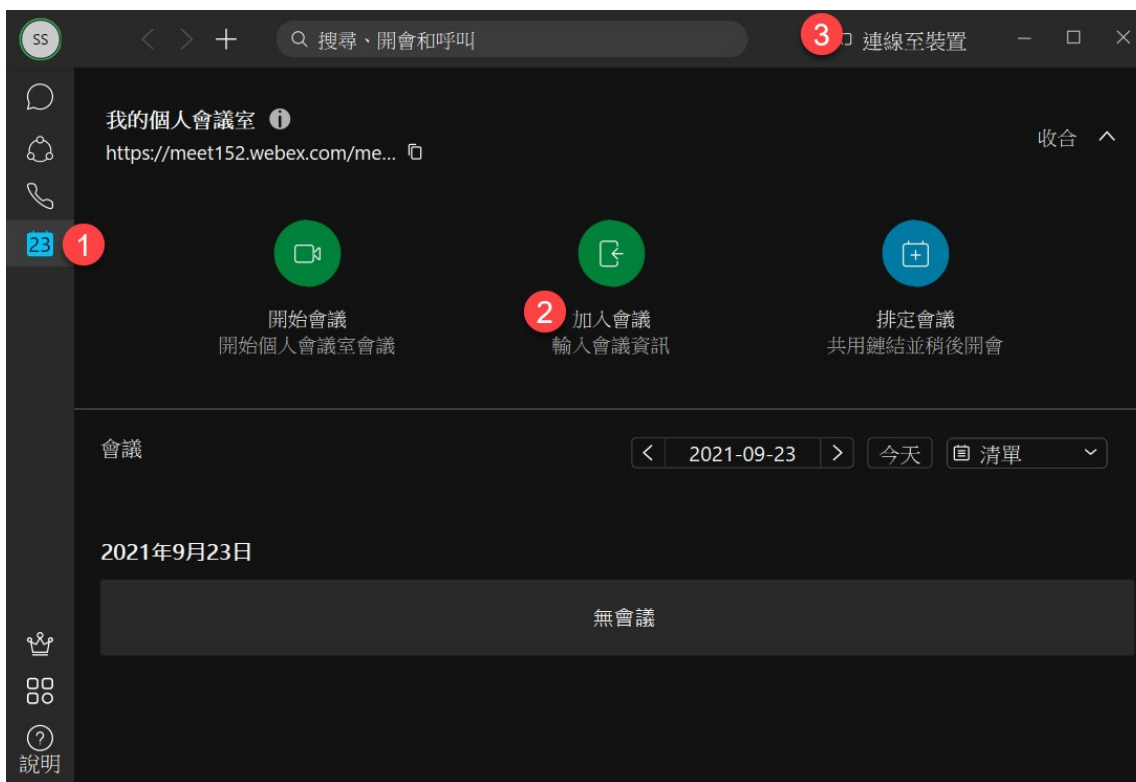 SS
搜尋、開會和呼叫
3
連線至裝置
我的個人會議室
https://meet152.webex.com/me...
收合
23
1
開始會議
開始個人會議室會議
2
加入會議
輸入會議資訊
排定會議
共用鏈結並稍後開會
會議
2021-09-23
今天
清單
2021年9月23日
無會議
說明